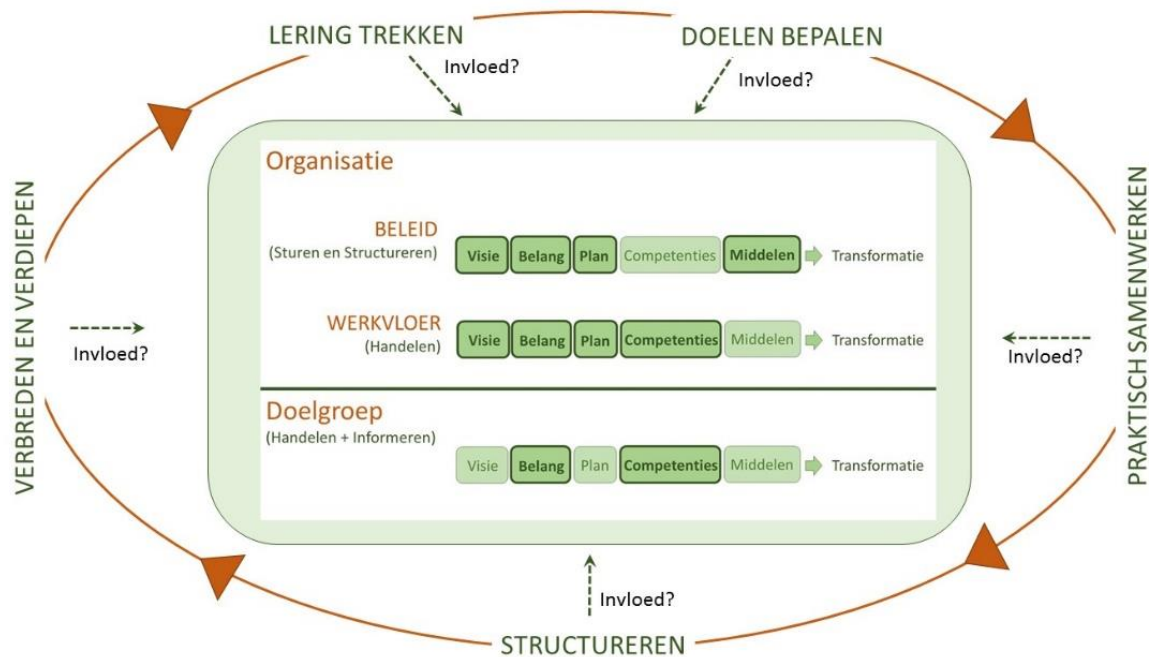 LERING TREKKEN
DOELEN BEPALEN
Invloed?
Invloed?
VERBREDEN EN VERDIEPEN
Invloed?
Organisatie
BELEID
(Sturen en Structureren)
Visie Belang Plan Competenties Middelen Transformatie
WERKVLOER
(Handelen)
Visie Belang Plan Competenties Middelen Transformatie
Doelgroep
(Handelen + Informeren)
Visie Belang Plan Competenties Middelen Transformatie
Invloed?
PRAKTISCH SAMENWERKEN
Invloed?
STRUCTUREREN